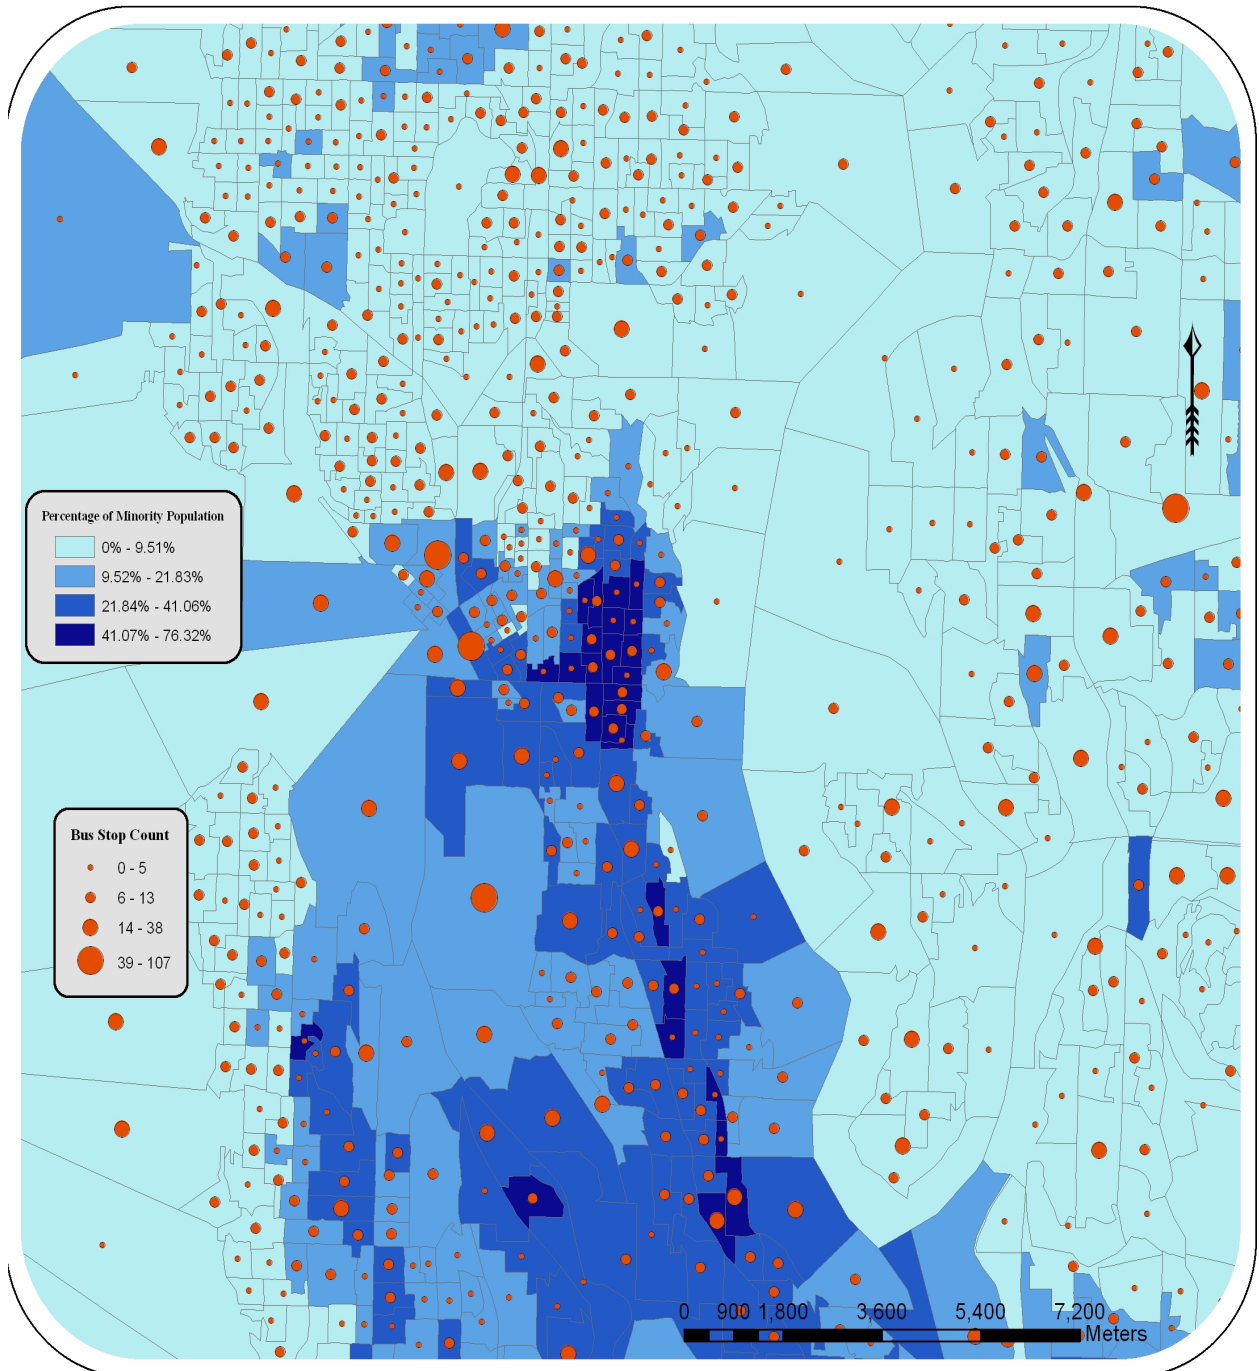 Percentage of Minority Population
0% - 9.51%
9.52% - 21.83%
21.84% - 41.06%
41.07% - 76.32%
Bus Stop Count
0 - 5
6 - 13
14 - 38
39 - 107
0 900 1,800 3,600 5,400 7,200
Meters